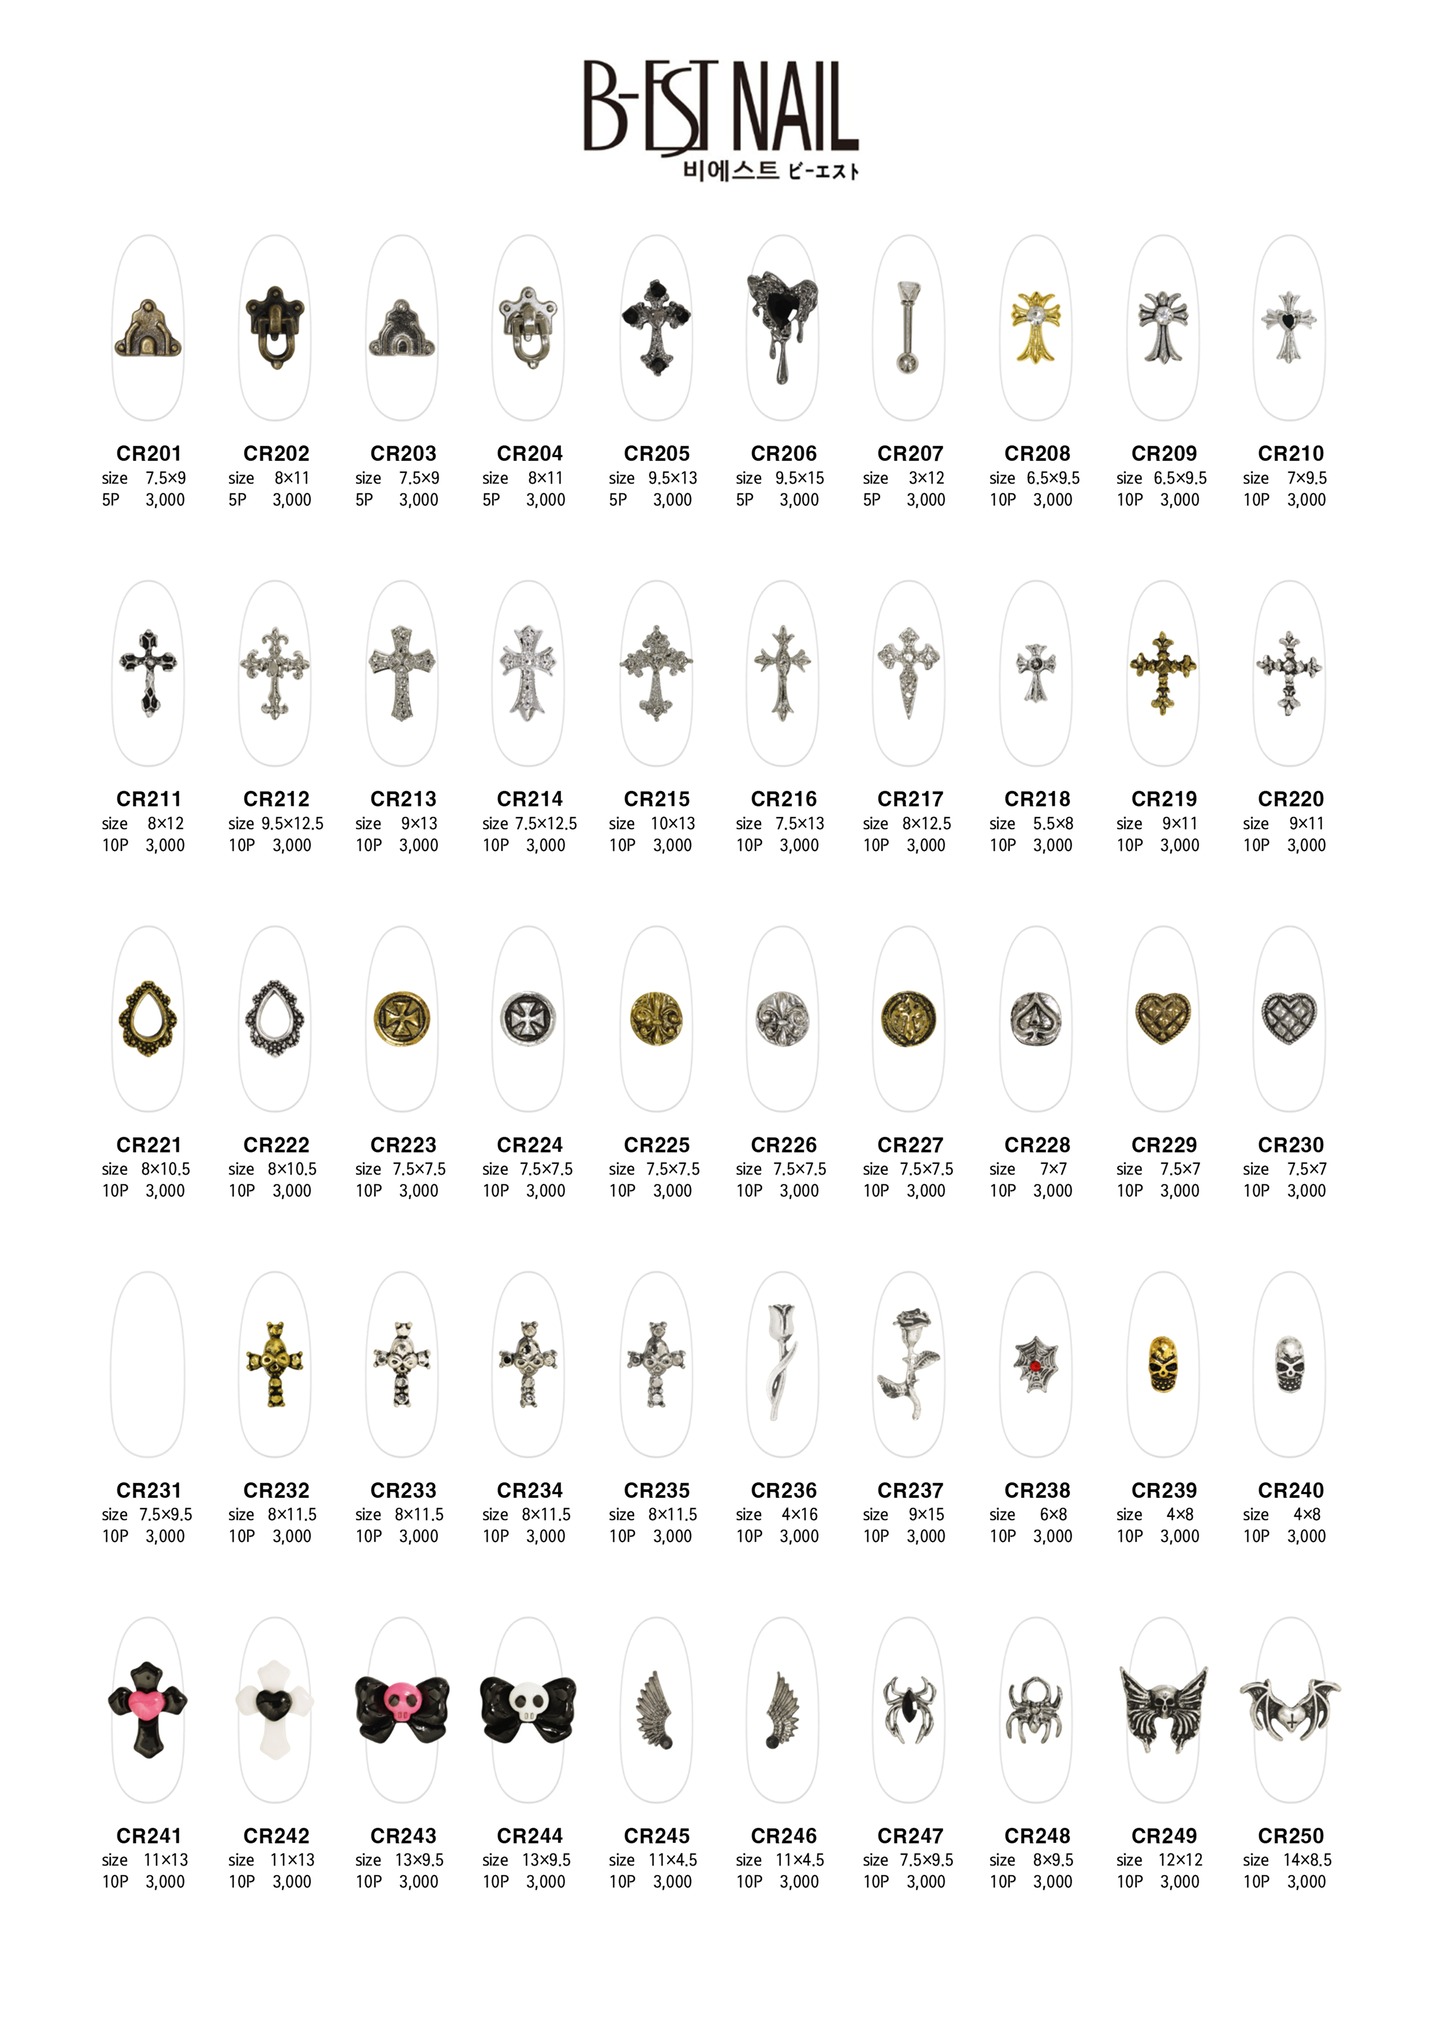 B-EST NAIL
비에스트 ビーエスト
CR201 CR202 CR203 CR204 CR205 CR206 CR207 CR208 CR209 CR210
size 7.5×9 size 8×11 size 7.5×9 size 8×11 size 9.5×13 size 9.5×15 size 3×12 size 6.5×9.5 size 6.5×9.5 size 7×9.5
5P 3,000 5P 3,000 5P 3,000 5P 3,000 5P 3,000 5P 3,000 5P 3,000 10P 3,000 10P 3,000 10P 3,000
CR211 CR212 CR213 CR214 CR215 CR216 CR217 CR218 CR219 CR220
size 8×12 size 9.5×12.5 size 9×13 size 7.5×12.5 size 10×13 size 7.5×13 size 8×12.5 size 5.5×8 size 9×11 size 9×11
10P 3,000 10P 3,000 10P 3,000 10P 3,000 10P 3,000 10P 3,000 10P 3,000 10P 3,000 10P 3,000 10P 3,000
CR221 CR222 CR223 CR224 CR225 CR226 CR227 CR228 CR229 CR230
size 8×10.5 size 8×10.5 size 7.5×7.5 size 7.5×7.5 size 7.5×7.5 size 7.5×7.5 size 7.5×7.5 size 7×7 size 7.5×7 size 7.5×7
10P 3,000 10P 3,000 10P 3,000 10P 3,000 10P 3,000 10P 3,000 10P 3,000 10P 3,000 10P 3,000 10P 3,000
CR231 CR232 CR233 CR234 CR235 CR236 CR237 CR238 CR239 CR240
size 7.5×9.5 size 8×11.5 size 8×11.5 size 8×11.5 size 8×11.5 size 4×16 size 9×15 size 6×8 size 4×8 size 4×8
10P 3,000 10P 3,000 10P 3,000 10P 3,000 10P 3,000 10P 3,000 10P 3,000 10P 3,000 10P 3,000 10P 3,000
CR241 CR242 CR243 CR244 CR245 CR246 CR247 CR248 CR249 CR250
size 11×13 size 11×13 size 13×9.5 size 13×9.5 size 11×4.5 size 11×4.5 size 7.5×9.5 size 8×9.5 size 12×12 size 14×8.5
10P 3,000 10P 3,000 10P 3,000 10P 3,000 10P 3,000 10P 3,000 10P 3,000 10P 3,000 10P 3,000 10P 3,000